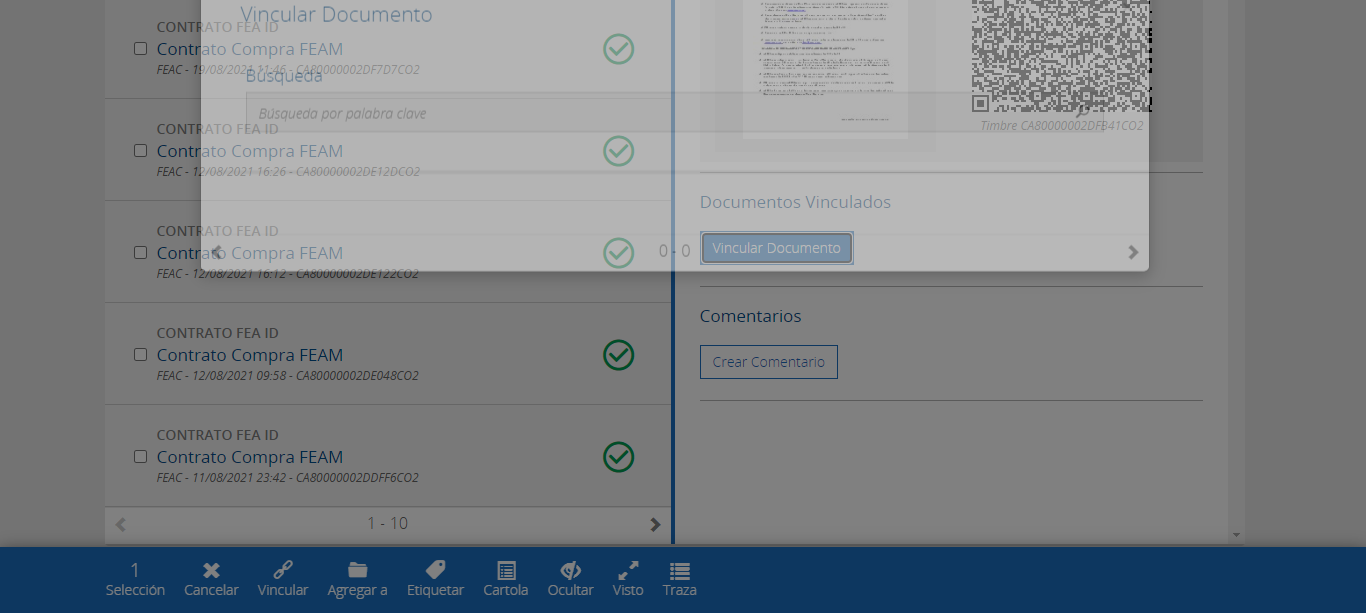 Vincular Documento
CONTRATO FEA ID
Contrato Compra FEAM
FEAC - 19/08/2021 11:46 - CA80000002DF7D7CO2
Búsqueda
Búsqueda por palabra clave
Timbre CA80000002DFB41CO2
CONTRATO FEA ID
Contrato Compra FEAM
FEAC - 12/08/2021 16:26 - CA80000002DE12DCO2
CONTRATO FEA ID
Contrato Compra FEAM
FEAC - 12/08/2021 16:12 - CA80000002DE122CO2
0 - 0
CONTRATO FEA ID
Contrato Compra FEAM
FEAC - 12/08/2021 09:58 - CA80000002DE048CO2
CONTRATO FEA ID
Contrato Compra FEAM
FEAC - 11/08/2021 23:42 - CA80000002DDFF6CO2
1 - 10
Documentos Vinculados
Vincular Documento
Comentarios
Crear Comentario
1
Selección
Cancelar
Vincular
Agregar a
Etiquetar
Cartola
Ocultar
Visto
Traza